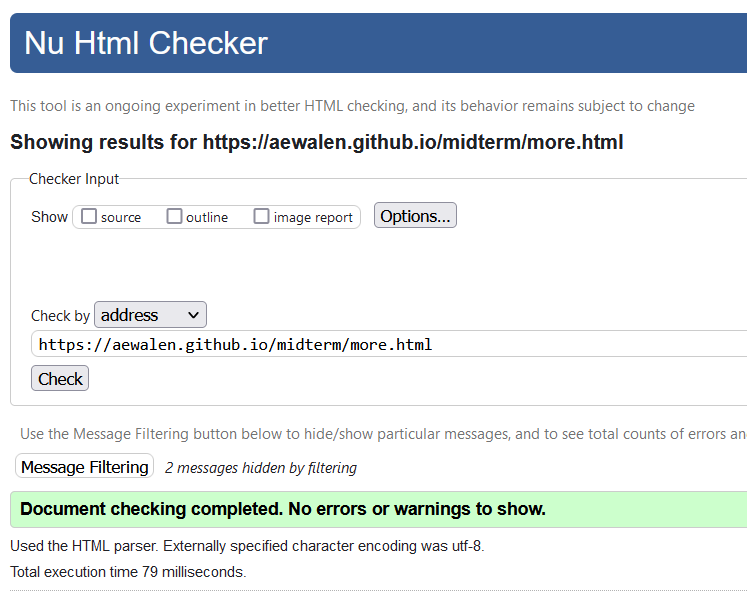 Nu Html Checker
This tool is an ongoing experiment in better HTML checking, and its behavior remains subject to change
Showing results for https://aewalen.github.io/midterm/more.html
Checker Input
Show source outline image report Options...
Check by address
https://aewalen.github.io/midterm/more.html
Check
Use the Message Filtering button below to hide/show particular messages, and to see total counts of errors an
Message Filtering 2 messages hidden by filtering
Document checking completed. No errors or warnings to show.
Used the HTML parser. Externally specified character encoding was utf-8.
Total execution time 79 milliseconds.